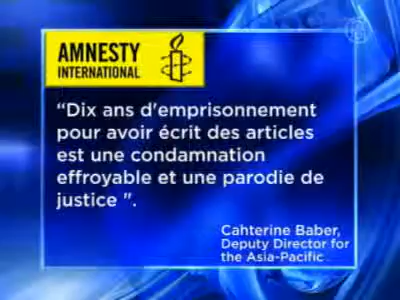 AMNESTY
INTERNATIONAL
“Dix ans d'emprisonnement
pour avoir écrit des articles
est une condamnation
effroyable et une parodie de
justice ".
Cahterine Baber,
Deputy Director for
the Asia-Pacific